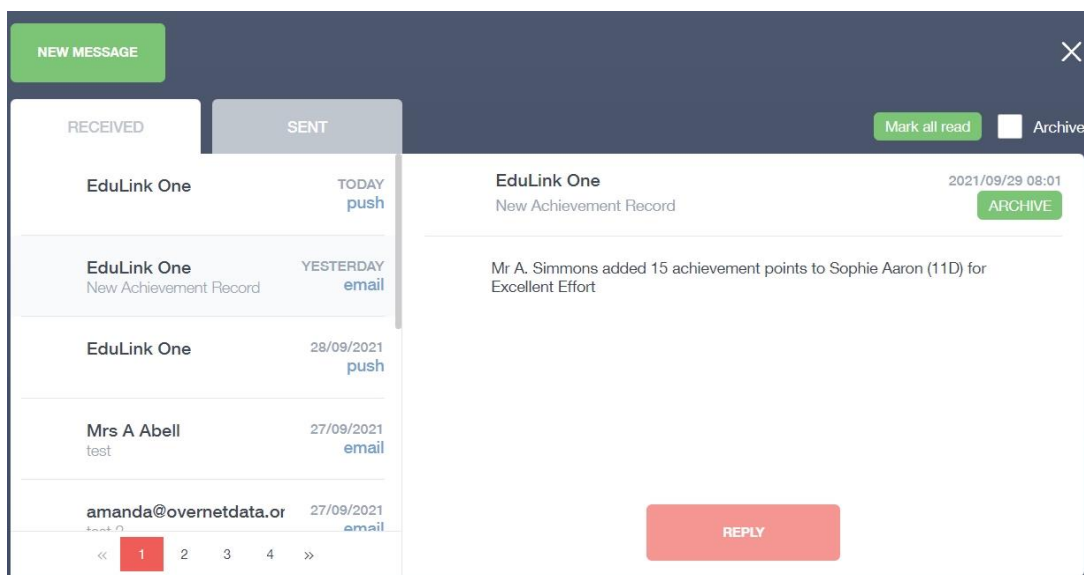 NEW MESSAGE
RECEIVED
SENT
Mark all read
Archive
EduLink One
TODAY
push
EduLink One
YESTERDAY
New Achievement Record
email
EduLink One
28/09/2021
push
Mrs A Abell
27/09/2021
test
email
amanda@overnetdata.or
27/09/2021
test 2
email
« 1 2 3 4 »
EduLink One
2021/09/29 08:01
New Achievement Record
ARCHIVE
Mr A. Simmons added 15 achievement points to Sophie Aaron (11D) for
Excellent Effort
REPLY